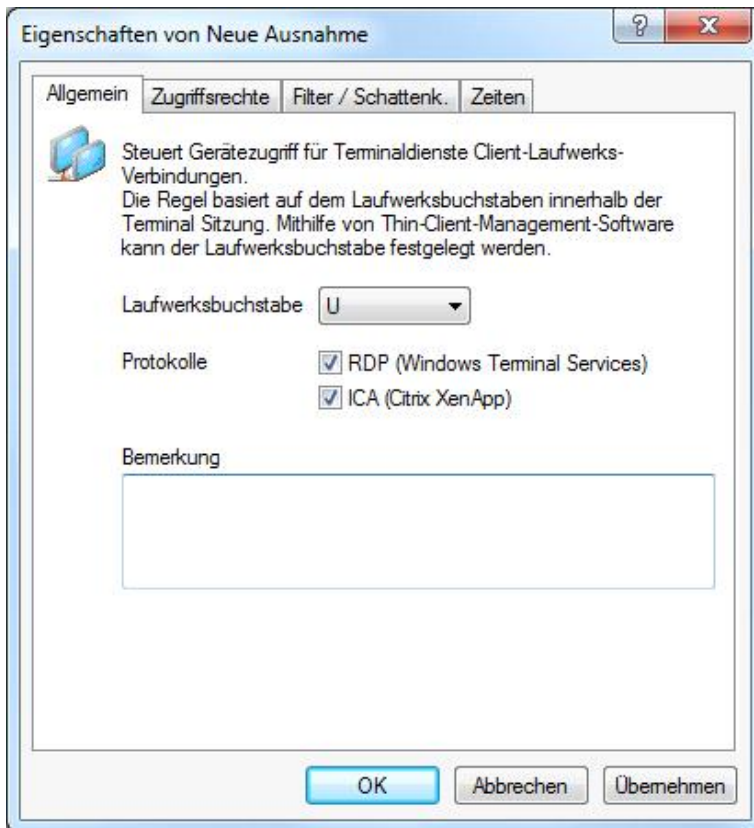 Eigenschaften von Neue Ausnahme
?
X
Allgemein
Zugriffsrechte
Filter / Schattenk.
Zeiten
Steuert Gerätezugriff für Terminaldienste Client-Laufwerks-
Verbindungen.
Die Regel basiert auf dem Laufwerksbuchstaben innerhalb der
Terminal Sitzung. Mithilfe von Thin-Client-Management-Software
kann der Laufwerksbuchstabe festgelegt werden.
Laufwerksbuchstabe
U
Protokolle
RDP (Windows Terminal Services)
ICA (Citrix XenApp)
Bemerkung
OK
Abbrechen
Übernehmen